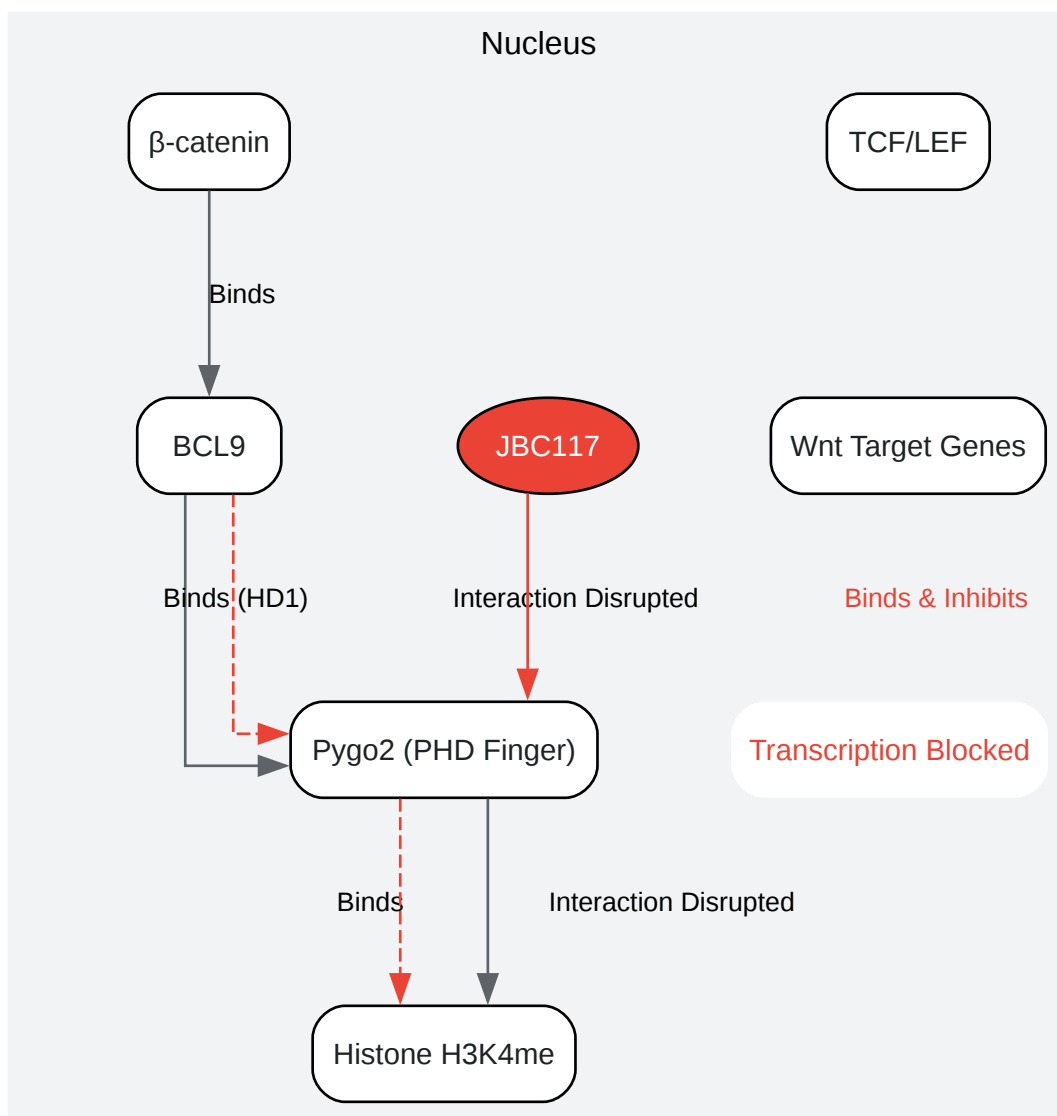 Nucleus
β-catenin
TCF/LEF
Binds
BCL9
JBC117
Wnt Target Genes
Binds (HD1)
Interaction Disrupted
Binds & Inhibits
Pygo2 (PHD Finger)
Transcription Blocked
Binds
Interaction Disrupted
Histone H3K4me